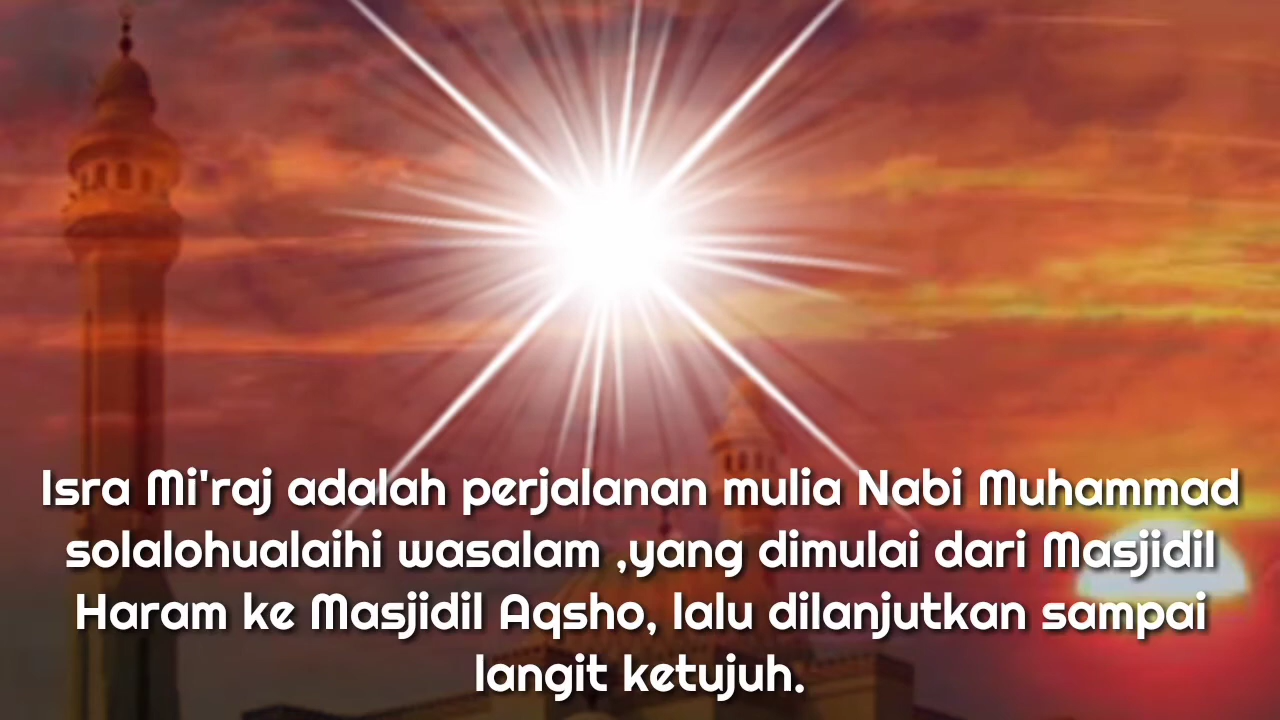 Isra Mi'raj adalah perjalanan mulia Nabi Muhammad
solalohualaihi wasalam ,yang dimulai dari Masjidil
Haram ke Masjidil Aqsho, lalu dilanjutkan sampai
langit ketujuh.